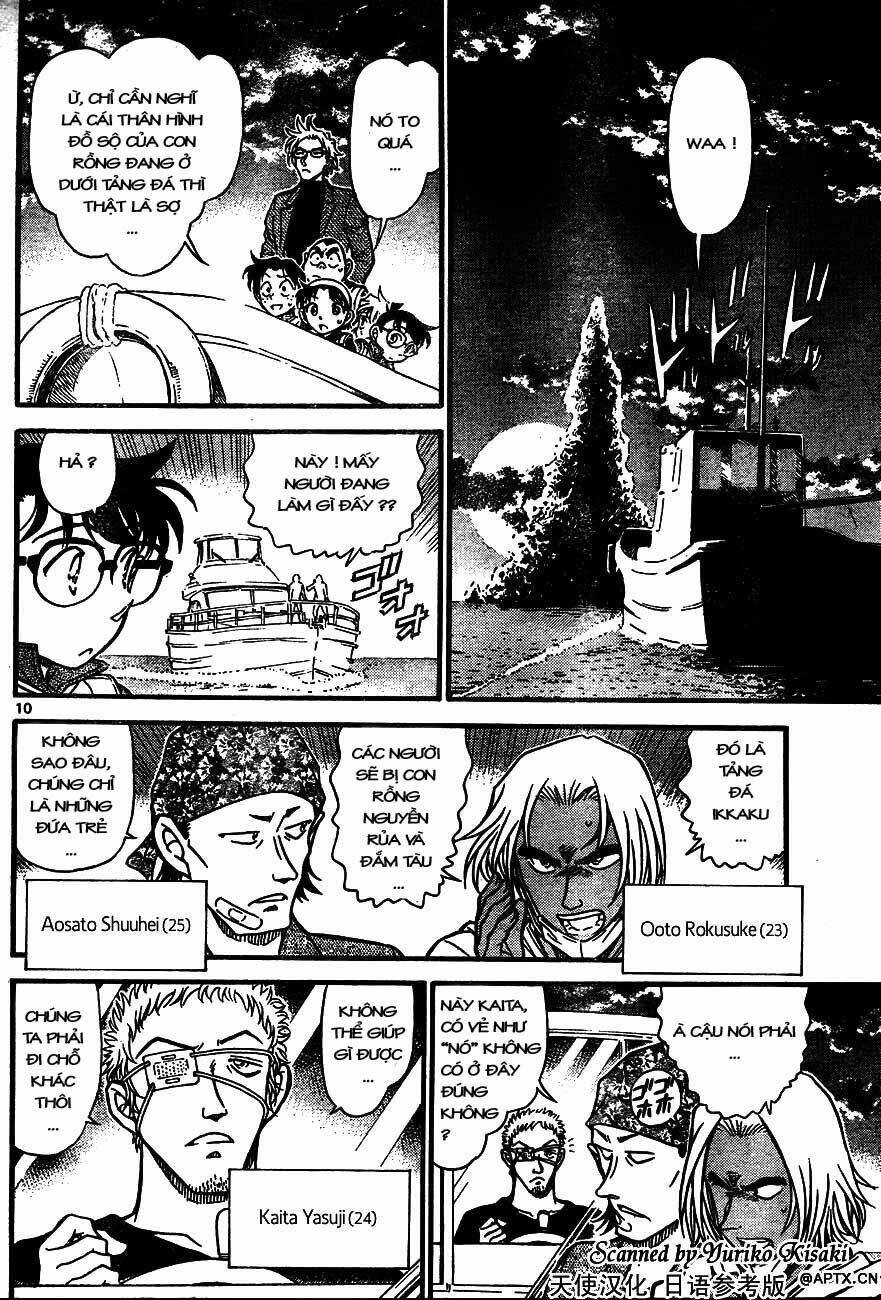 WAA !
NÓ TO
QUÁ
...
Ừ, CHỈ CẦN NGHĨ
LÀ CÁI THÂN HÌNH
ĐỒ SỘ CỦA CON
RỒNG ĐANG Ở
DƯỚI TẢNG ĐÁ THÌ
THẬT LÀ SỢ
...
NÀY ! MẤY
NGƯỜI ĐANG
LÀM GÌ ĐẤY ??
ゴオオ
HẢ ?
10
ĐÓ LÀ
TẢNG
ĐÁ
IKKAKU
...
CÁC NGƯỜI
SẼ BỊ CON
RỒNG
NGUYỀN
RỦA VÀ
ĐẮM TÀU
...
KHÔNG
SAO ĐÂU,
CHÚNG CHỈ
LÀ NHỮNG
ĐỨA TRẺ
...
Aosato Shuuhei (25)
Ooto Rokusuke (23)
À CẬU NÓI PHẢI
...
NÀY KAITA,
CÓ VẺ NHƯ
“NÓ” KHÔNG
CÓ Ở ĐÂY
ĐÚNG
KHÔNG
?
KHÔNG
THỂ GIÚP
GÌ ĐƯỢC
...
CHÚNG
TA PHẢI
ĐI CHỖ
KHÁC
THÔI
...
Kaita Yasuji (24)
Scanned by Yuriko Kisaki
天使汉化 日语参考版
@APTX.CN